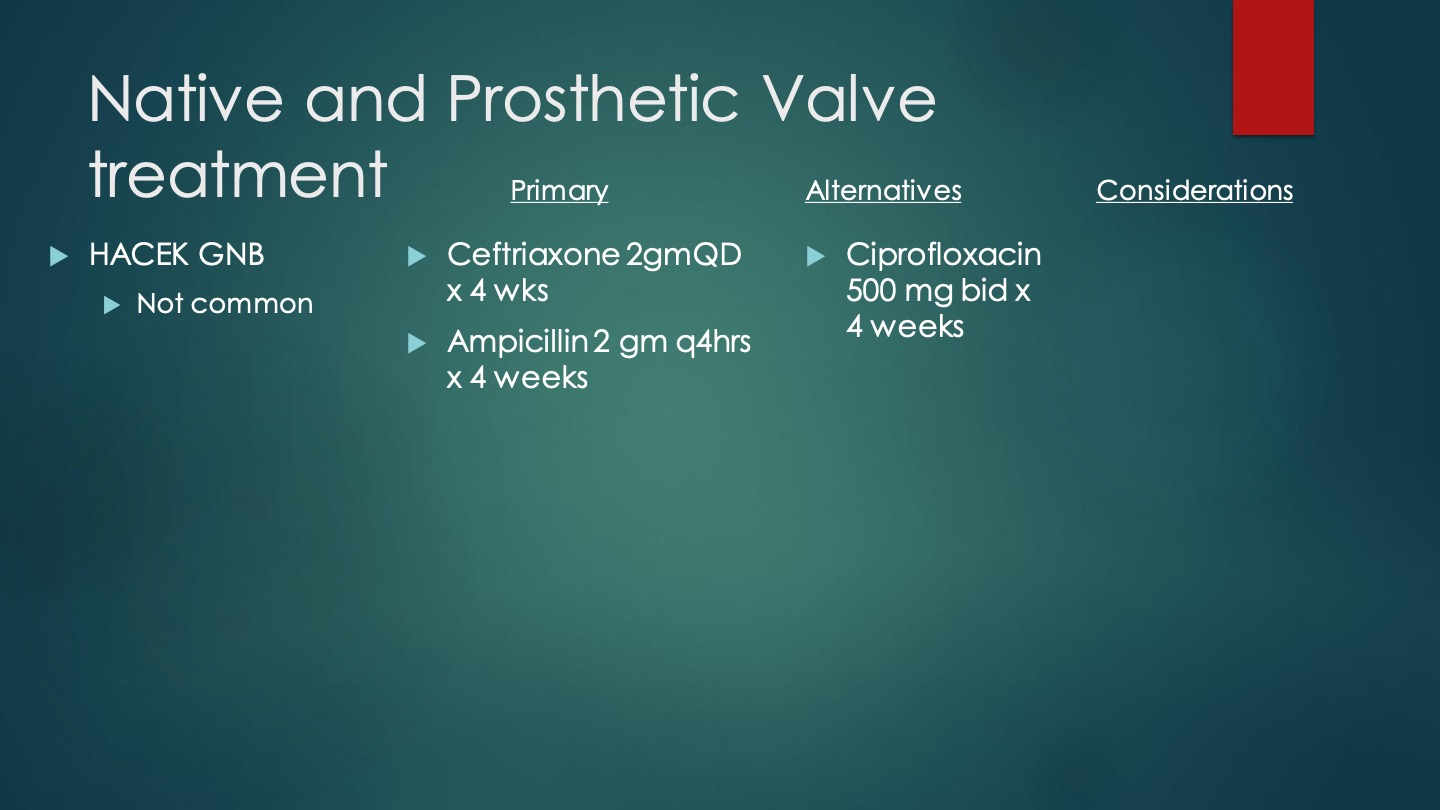 Native and Prosthetic Valve
treatment
Primary
Alternatives
Considerations
HACEK GNB
Not common
Ceftriaxone 2gmQD
x 4 wks
Ampicillin 2 gm q4hrs
x 4 weeks
Ciprofloxacin
500 mg bid x
4 weeks